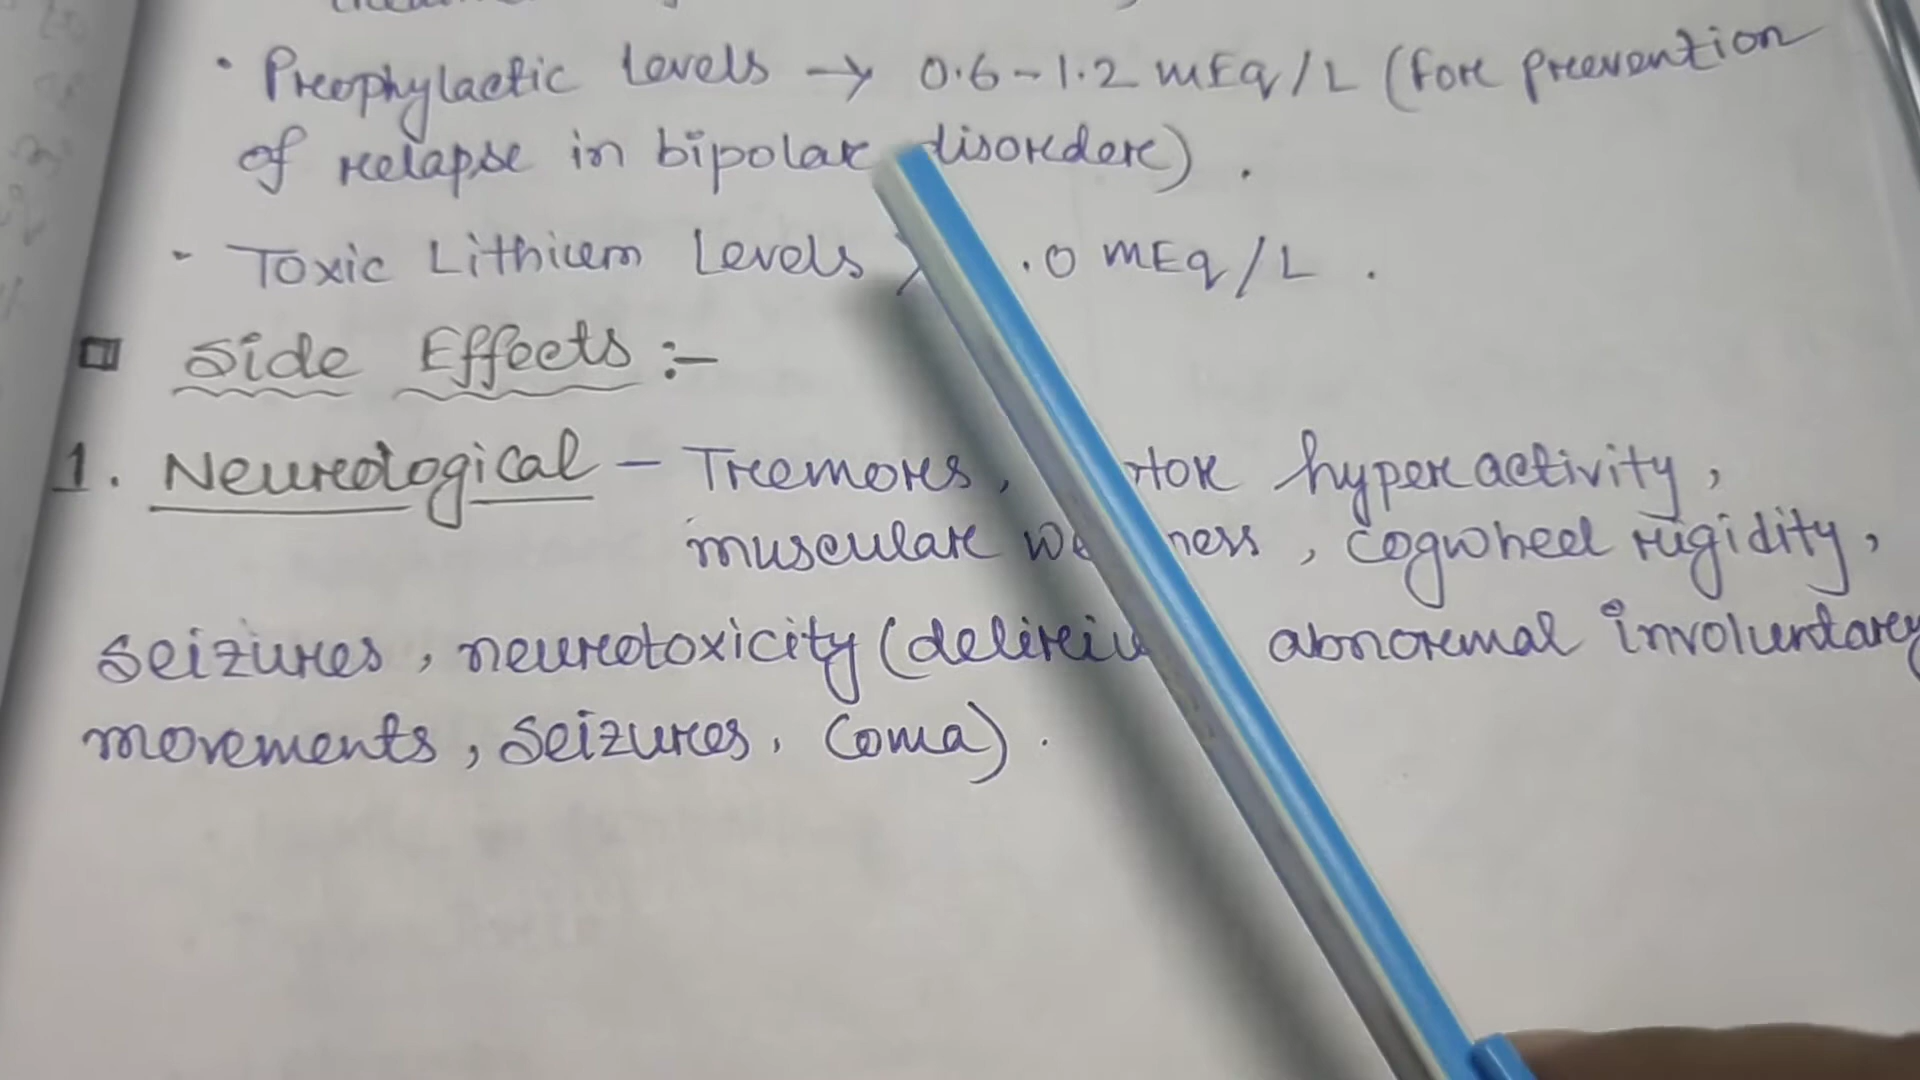 • Prophylactic Levels → 0.6-1.2 mEq/L (for prevention
of relapse in bipolar disorder).
- Toxic Lithium Levels .0 mEq/L.
Side Effects :-
1. Neurological - Tremors, hyperactivity,
muscular, cogwheel rigidity,
seizures, neurotoxicity ( abnormal involuntary
movements, seizures, coma).